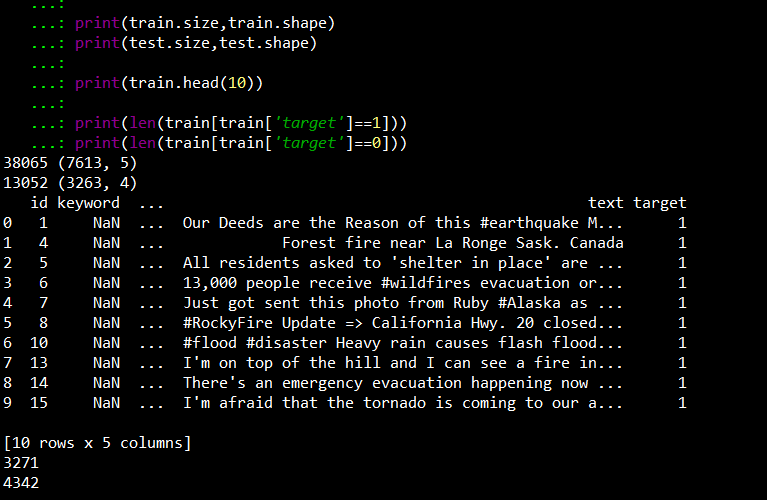 ...:
...: print(train.size,train.shape)
...: print(test.size,test.shape)
...:
...: print(train.head(10))
...:
...: print(len(train[train['target']==1]))
...: print(len(train[train['target']==0]))
38065 (7613, 5)
13052 (3263, 4)
   id keyword  ...                                               text target
0   1     NaN  ...  Our Deeds are the Reason of this #earthquake M...      1
1   4     NaN  ...             Forest fire near La Ronge Sask. Canada      1
2   5     NaN  ...  All residents asked to 'shelter in place' are ...      1
3   6     NaN  ...  13,000 people receive #wildfires evacuation or...      1
4   7     NaN  ...  Just got sent this photo from Ruby #Alaska as ...      1
5   8     NaN  ...  #RockyFire Update => California Hwy. 20 closed...      1
6  10     NaN  ...  #flood #disaster Heavy rain causes flash flood...      1
7  13     NaN  ...  I'm on top of the hill and I can see a fire in...      1
8  14     NaN  ...  There's an emergency evacuation happening now ...      1
9  15     NaN  ...  I'm afraid that the tornado is coming to our a...      1
[10 rows x 5 columns]
3271
4342